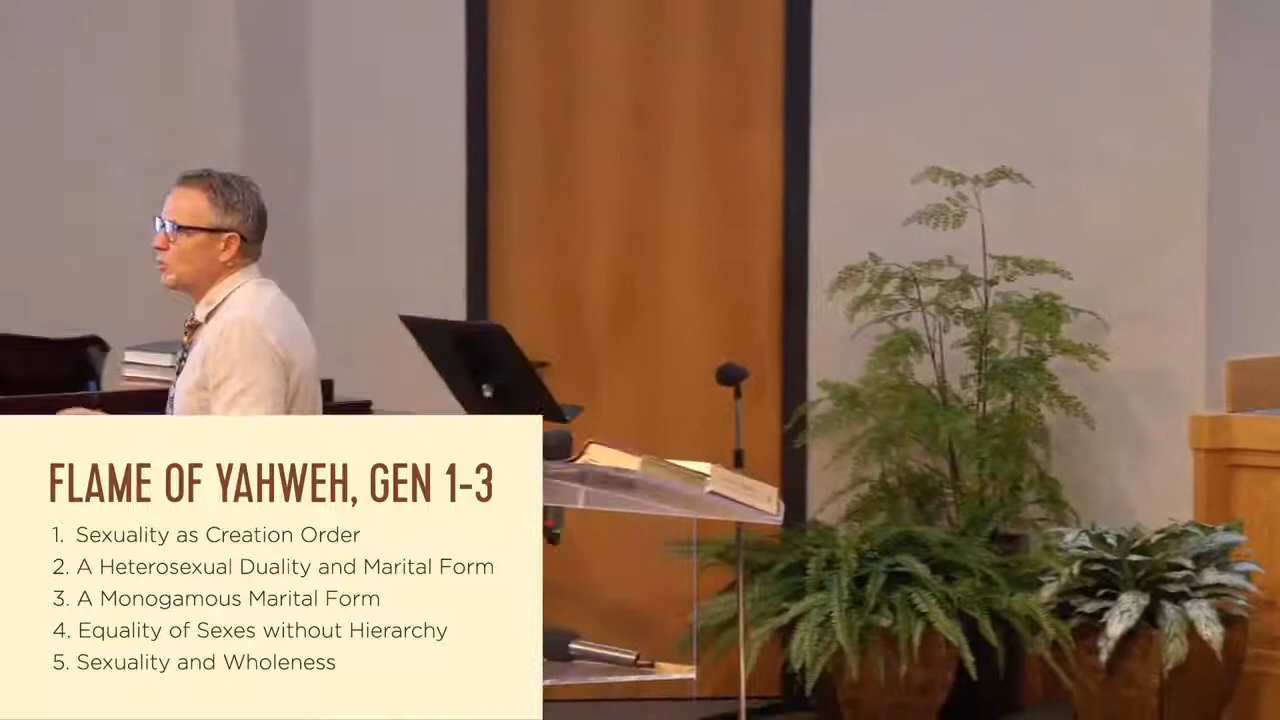 FLAME OF YAHWEH, GEN 1-3
1. Sexuality as Creation Order
2. A Heterosexual Duality and Marital Form
3. A Monogamous Marital Form
4. Equality of Sexes without Hierarchy
5. Sexuality and Wholeness